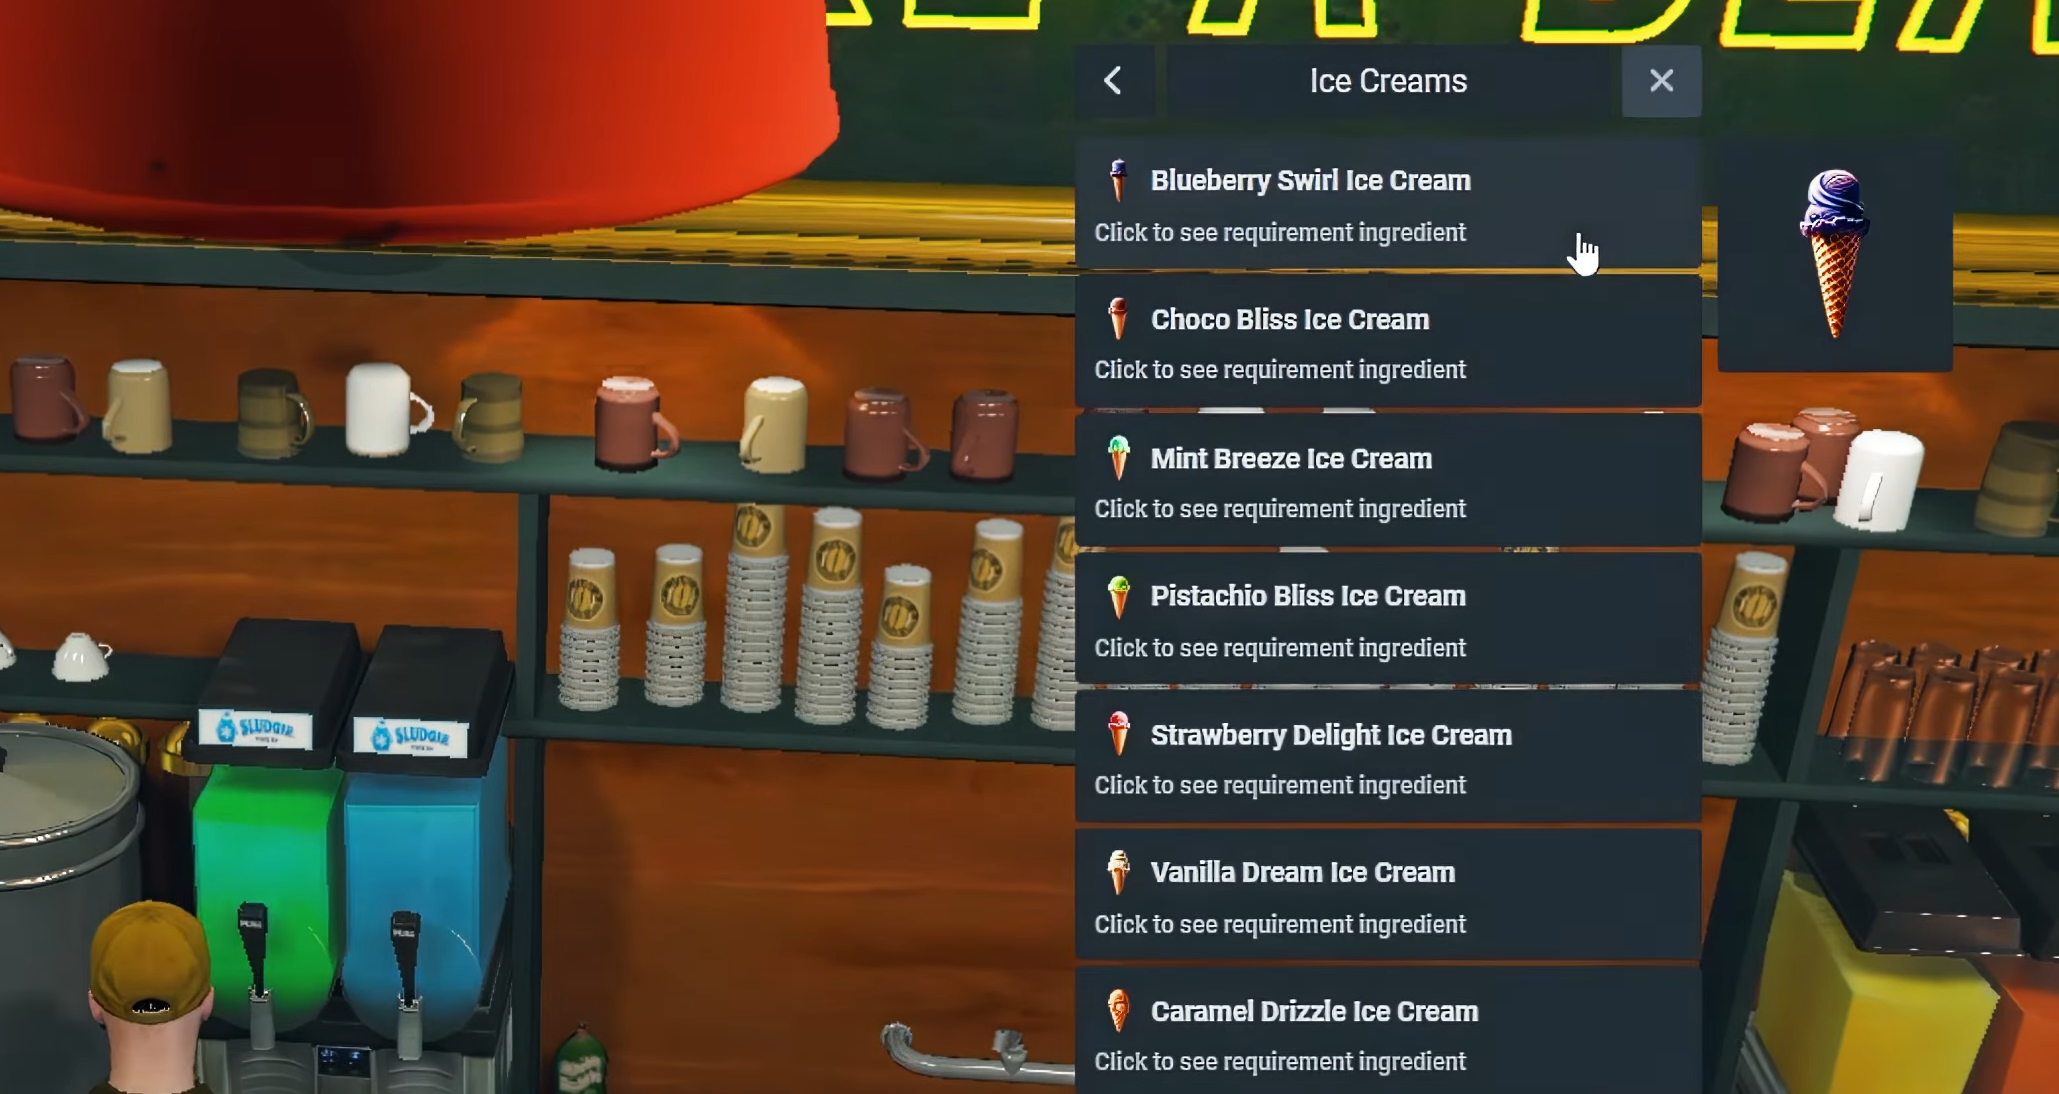 Ice Creams
Blueberry Swirl Ice Cream
Click to see requirement ingredient
Choco Bliss Ice Cream
Click to see requirement ingredient
Mint Breeze Ice Cream
Click to see requirement ingredient
Pistachio Bliss Ice Cream
Click to see requirement ingredient
Strawberry Delight Ice Cream
Click to see requirement ingredient
Vanilla Dream Ice Cream
Click to see requirement ingredient
Caramel Drizzle Ice Cream
Click to see requirement ingredient
SLUDGIE
SLUDGIE